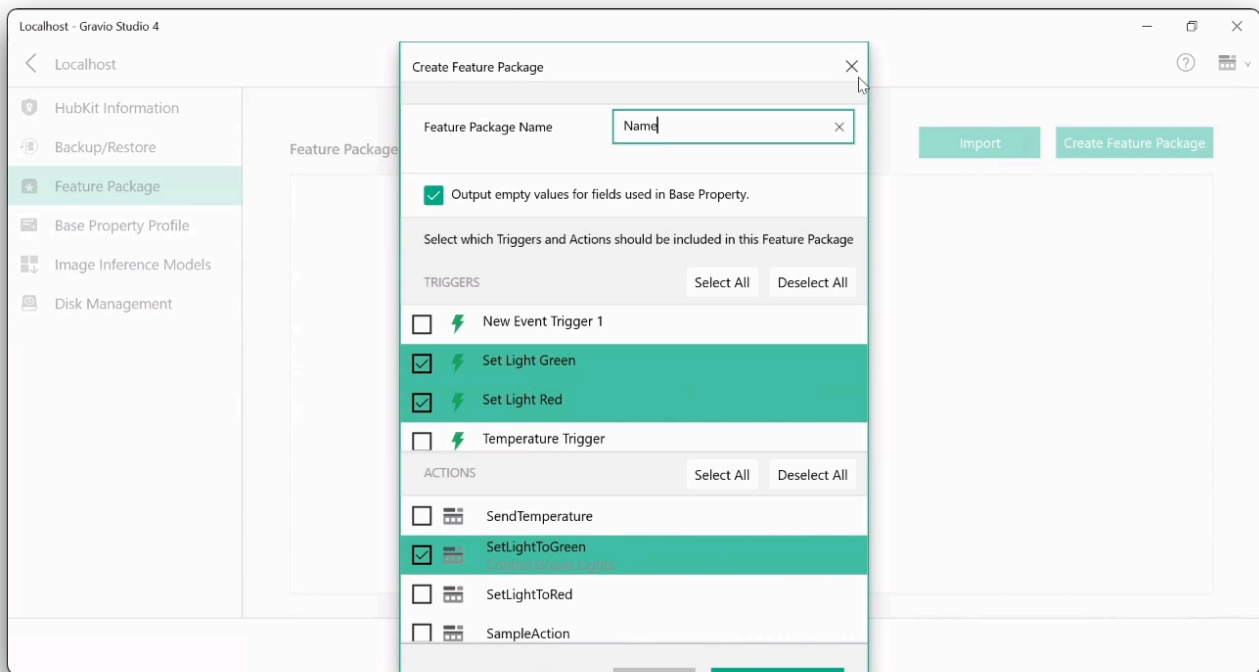 Localhost - Gravio Studio 4
Localhost
HubKit Information
Backup/Restore
Feature Package
Base Property Profile
Image Inference Models
Disk Management
Feature Package
Import
Create Feature Package
Create Feature Package
Feature Package Name
Name
Output empty values for fields used in Base Property.
Select which Triggers and Actions should be included in this Feature Package
TRIGGERS
Select All
Deselect All
New Event Trigger 1
Set Light Green
Set Light Red
Temperature Trigger
ACTIONS
Select All
Deselect All
SendTemperature
SetLightToGreen
Control Gravio Lights
SetLightToRed
SampleAction